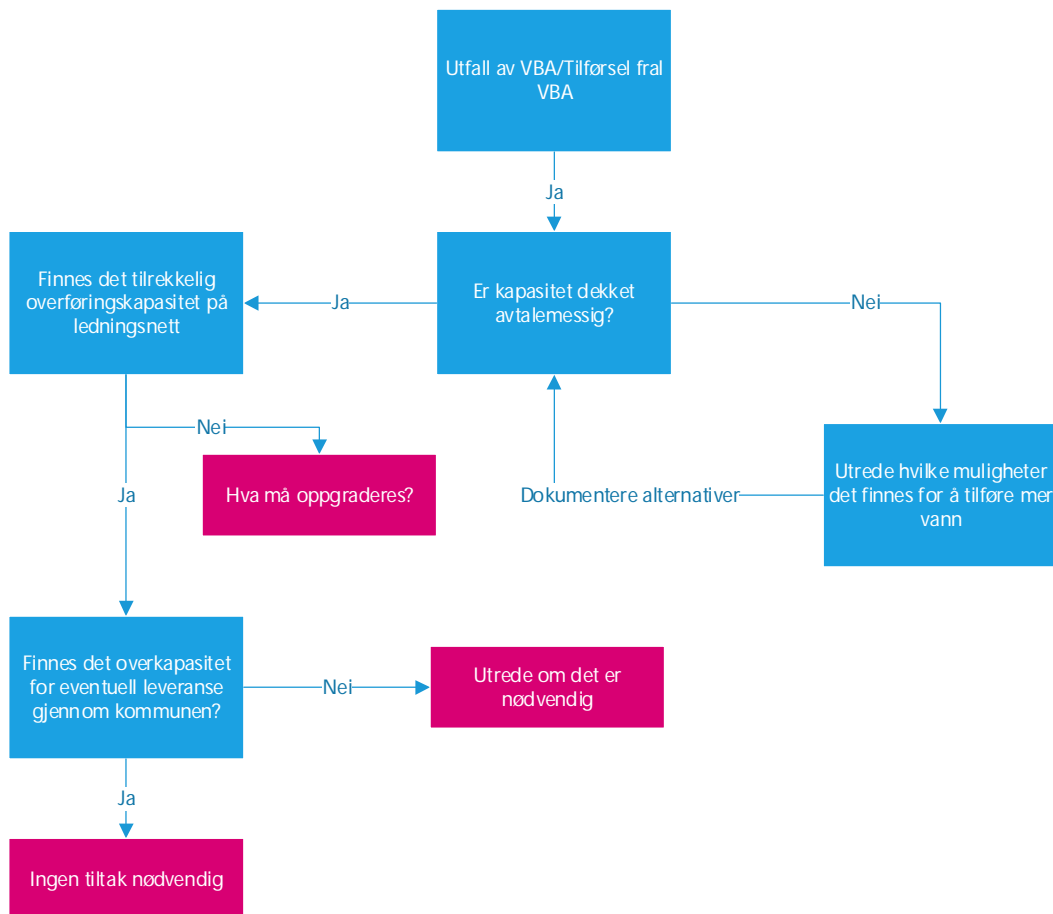 Utfall av VBA/Tilførsel fral
VBA
Ja
Finnes det tilrekkelig
overføringskapasitet på
ledningsnett
Ja
Er kapasitet dekket
avtalemessig?
Nei
Nei
Hva må oppgraderes?
Ja
Dokumentere alternativer
Utrede hvilke muligheter
det finnes for å tilføre mer
vann
Finnes det overkapasitet
for eventuell leveranse
gjennom kommunen?
Nei
Utrede om det er
nødvendig
Ja
Ingen tiltak nødvendig